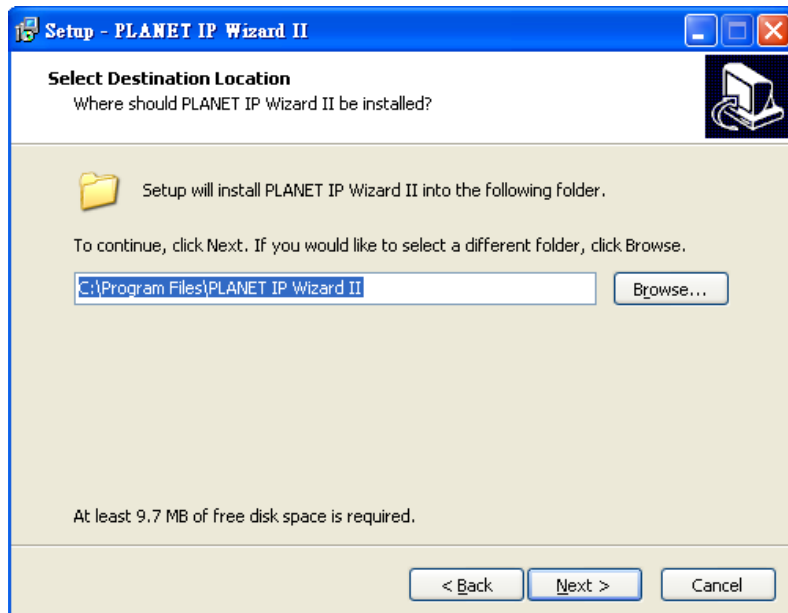 Setup - PLANET IP Wizard II
Select Destination Location
Where should PLANET IP Wizard II be installed?
Setup will install PLANET IP Wizard II into the following folder.
To continue, click Next. If you would like to select a different folder, click Browse.
C:\Program Files\PLANET IP Wizard II
Browse...
At least 9.7 MB of free disk space is required.
< Back
Next >
Cancel